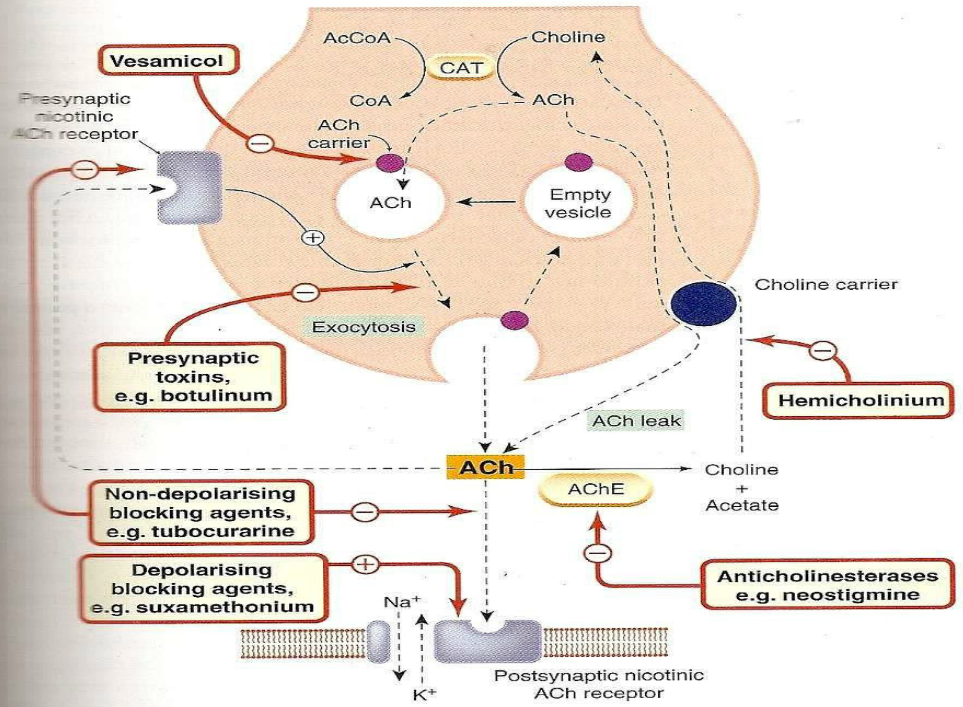 AcCoA
Choline
CAT
CoA
ACh
Vesamicol
Presynaptic
nicotinic
ACh receptor
ACh
carrier
ACh
Empty
vesicle
+
−
Exocytosis
Choline carrier
Presynaptic
toxins,
e.g. botulinum
−
−
Hemicholinium
−
ACh leak
ACh
AChE
Choline
+
Acetate
Non-depolarising
blocking agents,
e.g. tubocurarine
−
Depolarising
blocking agents,
e.g. suxamethonium
+
−
Anticholinesterases
e.g. neostigmine
Na⁺
K⁺
Postsynaptic nicotinic
ACh receptor